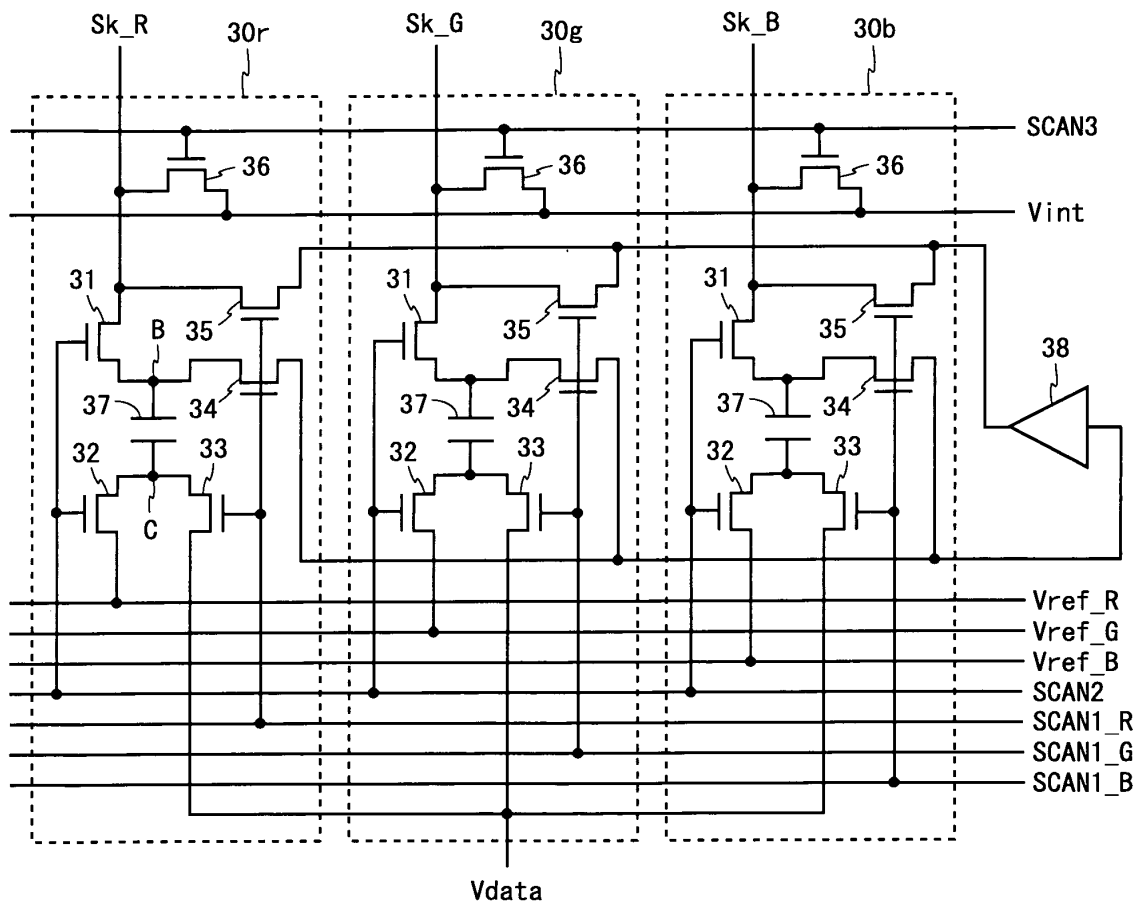 Sk_R
30r
Sk_G
30g
Sk_B
30b
SCAN3
36
36
36
Vint
31
31
31
35
35
35
B
34
34
34
38
37
37
37
32
33
32
33
32
33
C
Vref_R
Vref_G
Vref_B
SCAN2
SCAN1_R
SCAN1_G
SCAN1_B
Vdata